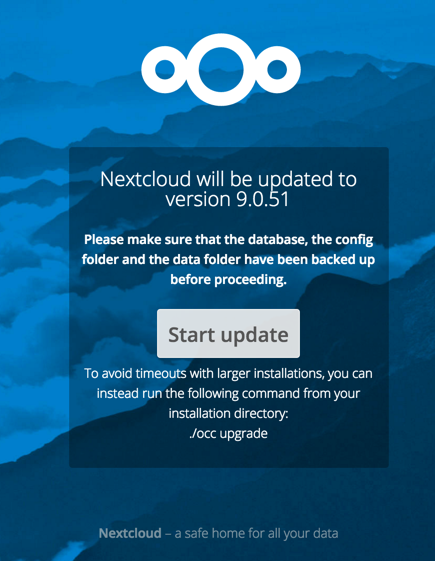 Nextcloud will be updated to
version 9.0.51
Please make sure that the database, the config
folder and the data folder have been backed up
before proceeding.
Start update
To avoid timeouts with larger installations, you can
instead run the following command from your
installation directory:
./occ upgrade
Nextcloud – a safe home for all your data